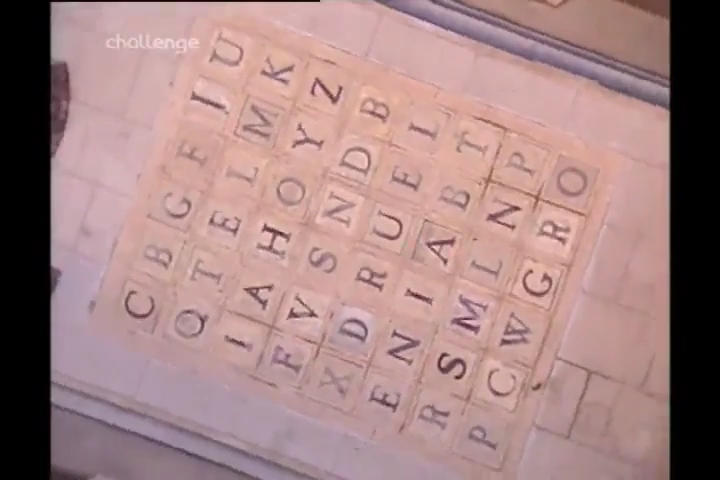 challenge
U K Z B I T P O
J M Y D E B N R
F L O N U A L G
G E H S R I M W
B T A V D N S C
C Q I F X E R P